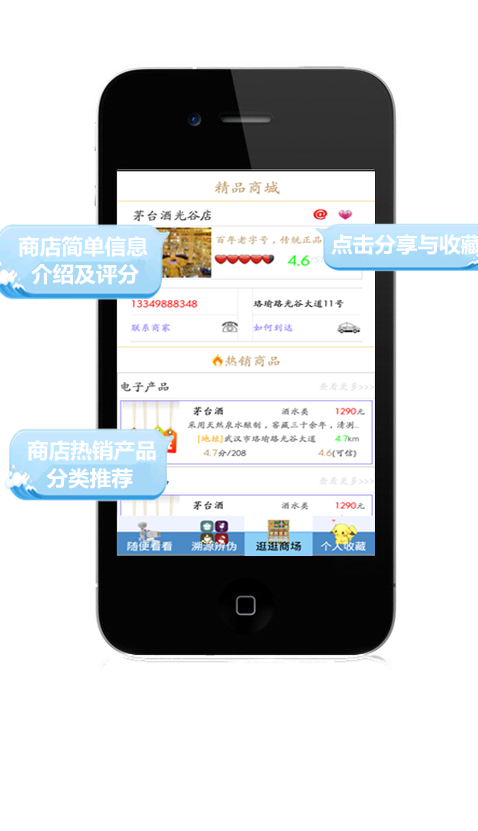 精品商城
茅台酒光谷店
@
商店简单信息
介绍及评分
百年老字号，传统正品
4.6
点击分享与收藏
13349888348
珞瑜路光谷大道11号
联系商家
如何到达
热销商品
电子产品
查看更多>>>
茅台酒
酒水类
1290元
采用天然泉水酿制，窖藏三十余年，清冽。
[地址]武汉市珞瑜路光谷大道
4.7km
4.7分/208
4.6(可信)
商店热销产品
分类推荐
查看更多>>>
茅台酒
酒水类
1290元
随便看看
溯源辨伪
逛逛商场
个人收藏